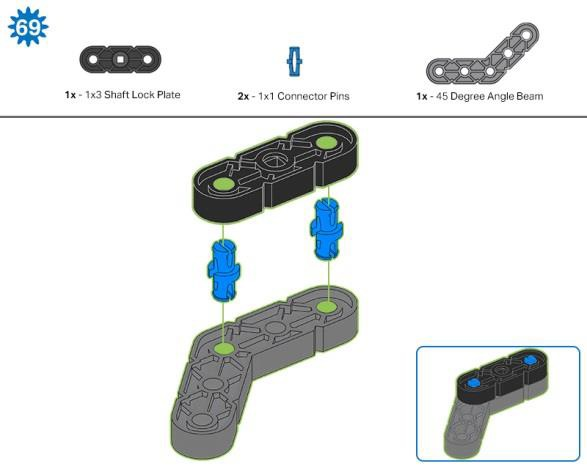 69
1x - 1x3 Shaft Lock Plate
2x - 1x1 Connector Pins
1x - 45 Degree Angle Beam